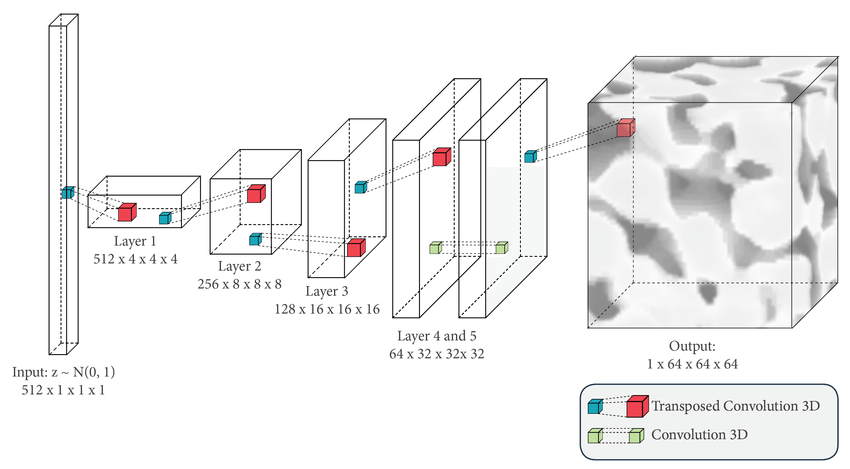 Input: z ~ N(0, 1)
512 x 1 x 1 x 1
Layer 1
512 x 4 x 4 x 4
Layer 2
256 x 8 x 8 x 8
Layer 3
128 x 16 x 16 x 16
Layer 4 and 5
64 x 32 x 32x 32
Output:
1 x 64 x 64 x 64
Transposed Convolution 3D
Convolution 3D